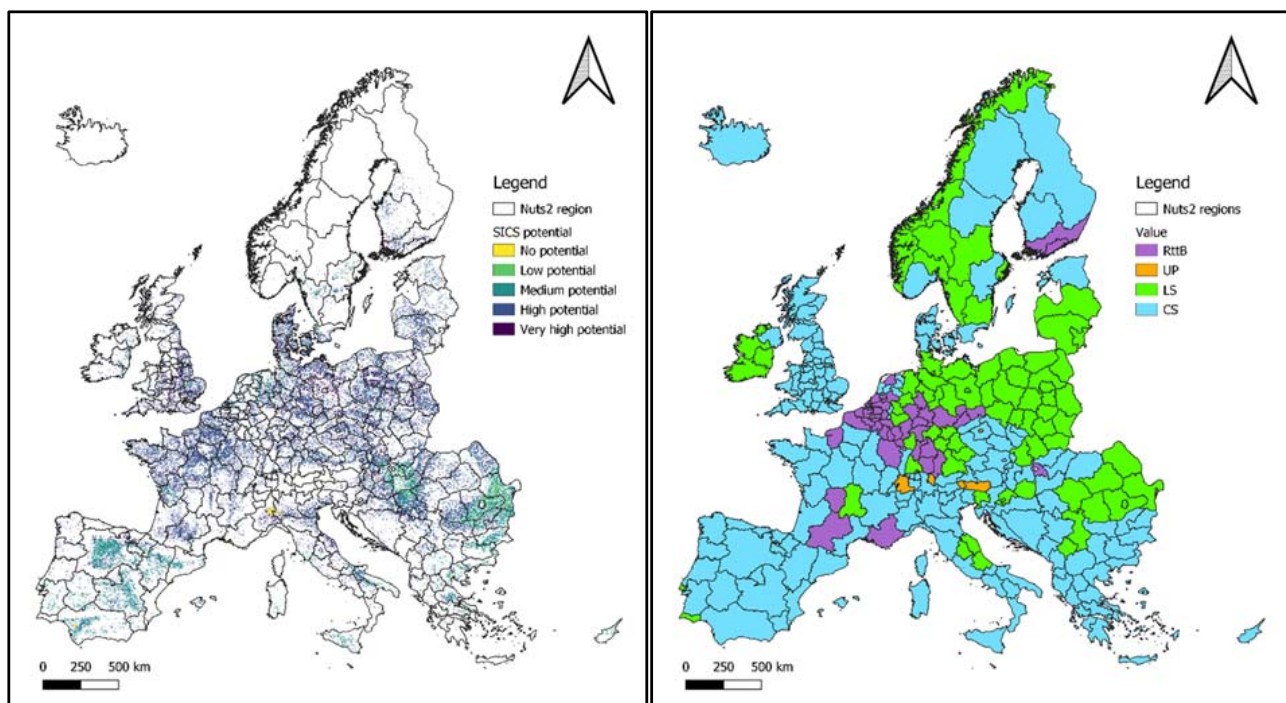 Legend
Nuts2 region
SICS potential
No potential
Low potential
Medium potential
High potential
Very high potential
0 250 500 km
Legend
Nuts2 regions
Value
RttB
UP
LS
CS
0 250 500 km